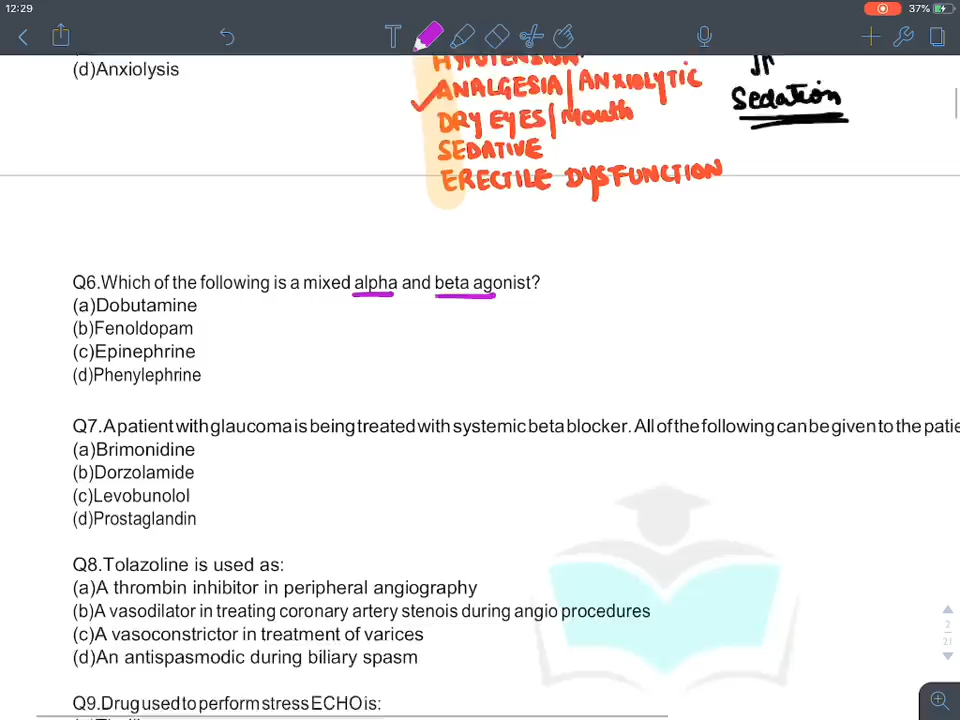 12:29
37%
T
(d)Anxiolysis
HYPOTENSION
ANALGESIA/ANXIOLYTIC
DRY EYES/Mouth
SEDATIVE
ERECTILE DYSFUNCTION
Sedation
Q6.Which of the following is a mixed alpha and beta agonist?
(a)Dobutamine
(b)Fenoldopam
(c)Epinephrine
(d)Phenylephrine
Q7.A patient with glaucoma is being treated with systemic beta blocker. All of the following can be given to the patie
(a)Brimonidine
(b)Dorzolamide
(c)Levobunolol
(d)Prostaglandin
Q8.Tolazoline is used as:
(a)A thrombin inhibitor in peripheral angiography
(b)A vasodilator in treating coronary artery stenois during angio procedures
(c)A vasoconstrictor in treatment of varices
(d)An antispasmodic during biliary spasm
2
21
Q9.Drug used to perform stress ECHO is: